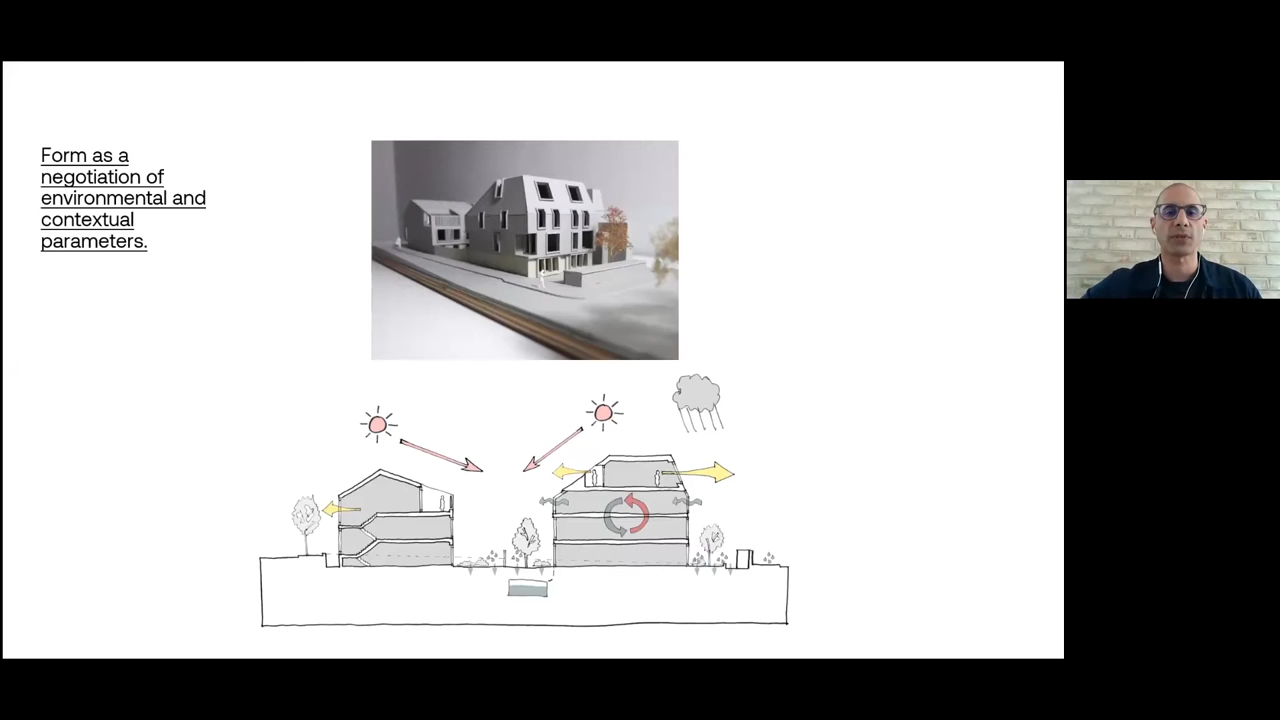 Form as a
negotiation of
environmental and
contextual
parameters.